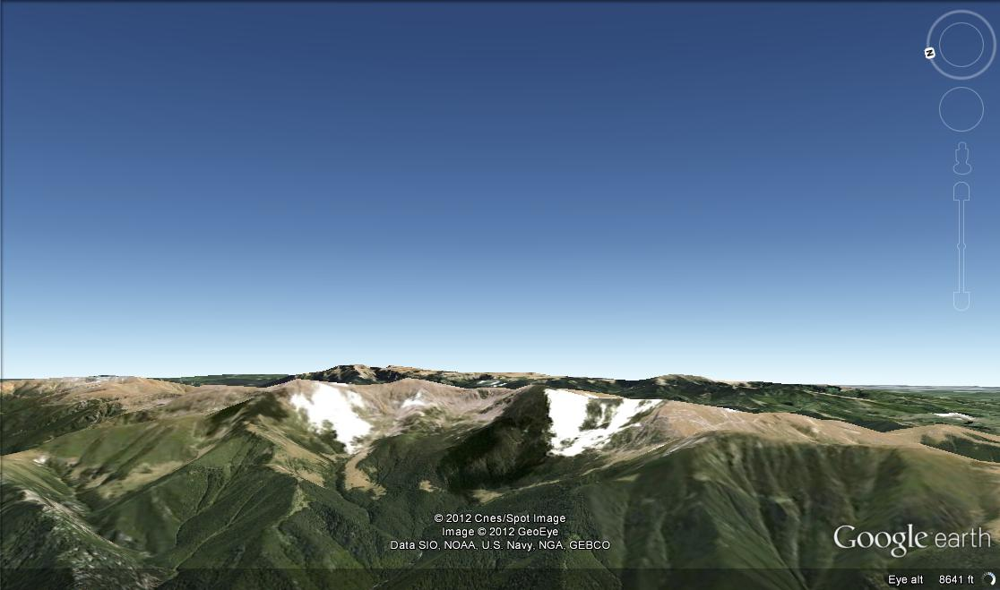 N
© 2012 Cnes/Spot Image
Image © 2012 GeoEye
Data SIO, NOAA, U.S. Navy, NGA, GEBCO
Google earth
Eye alt 8641 ft